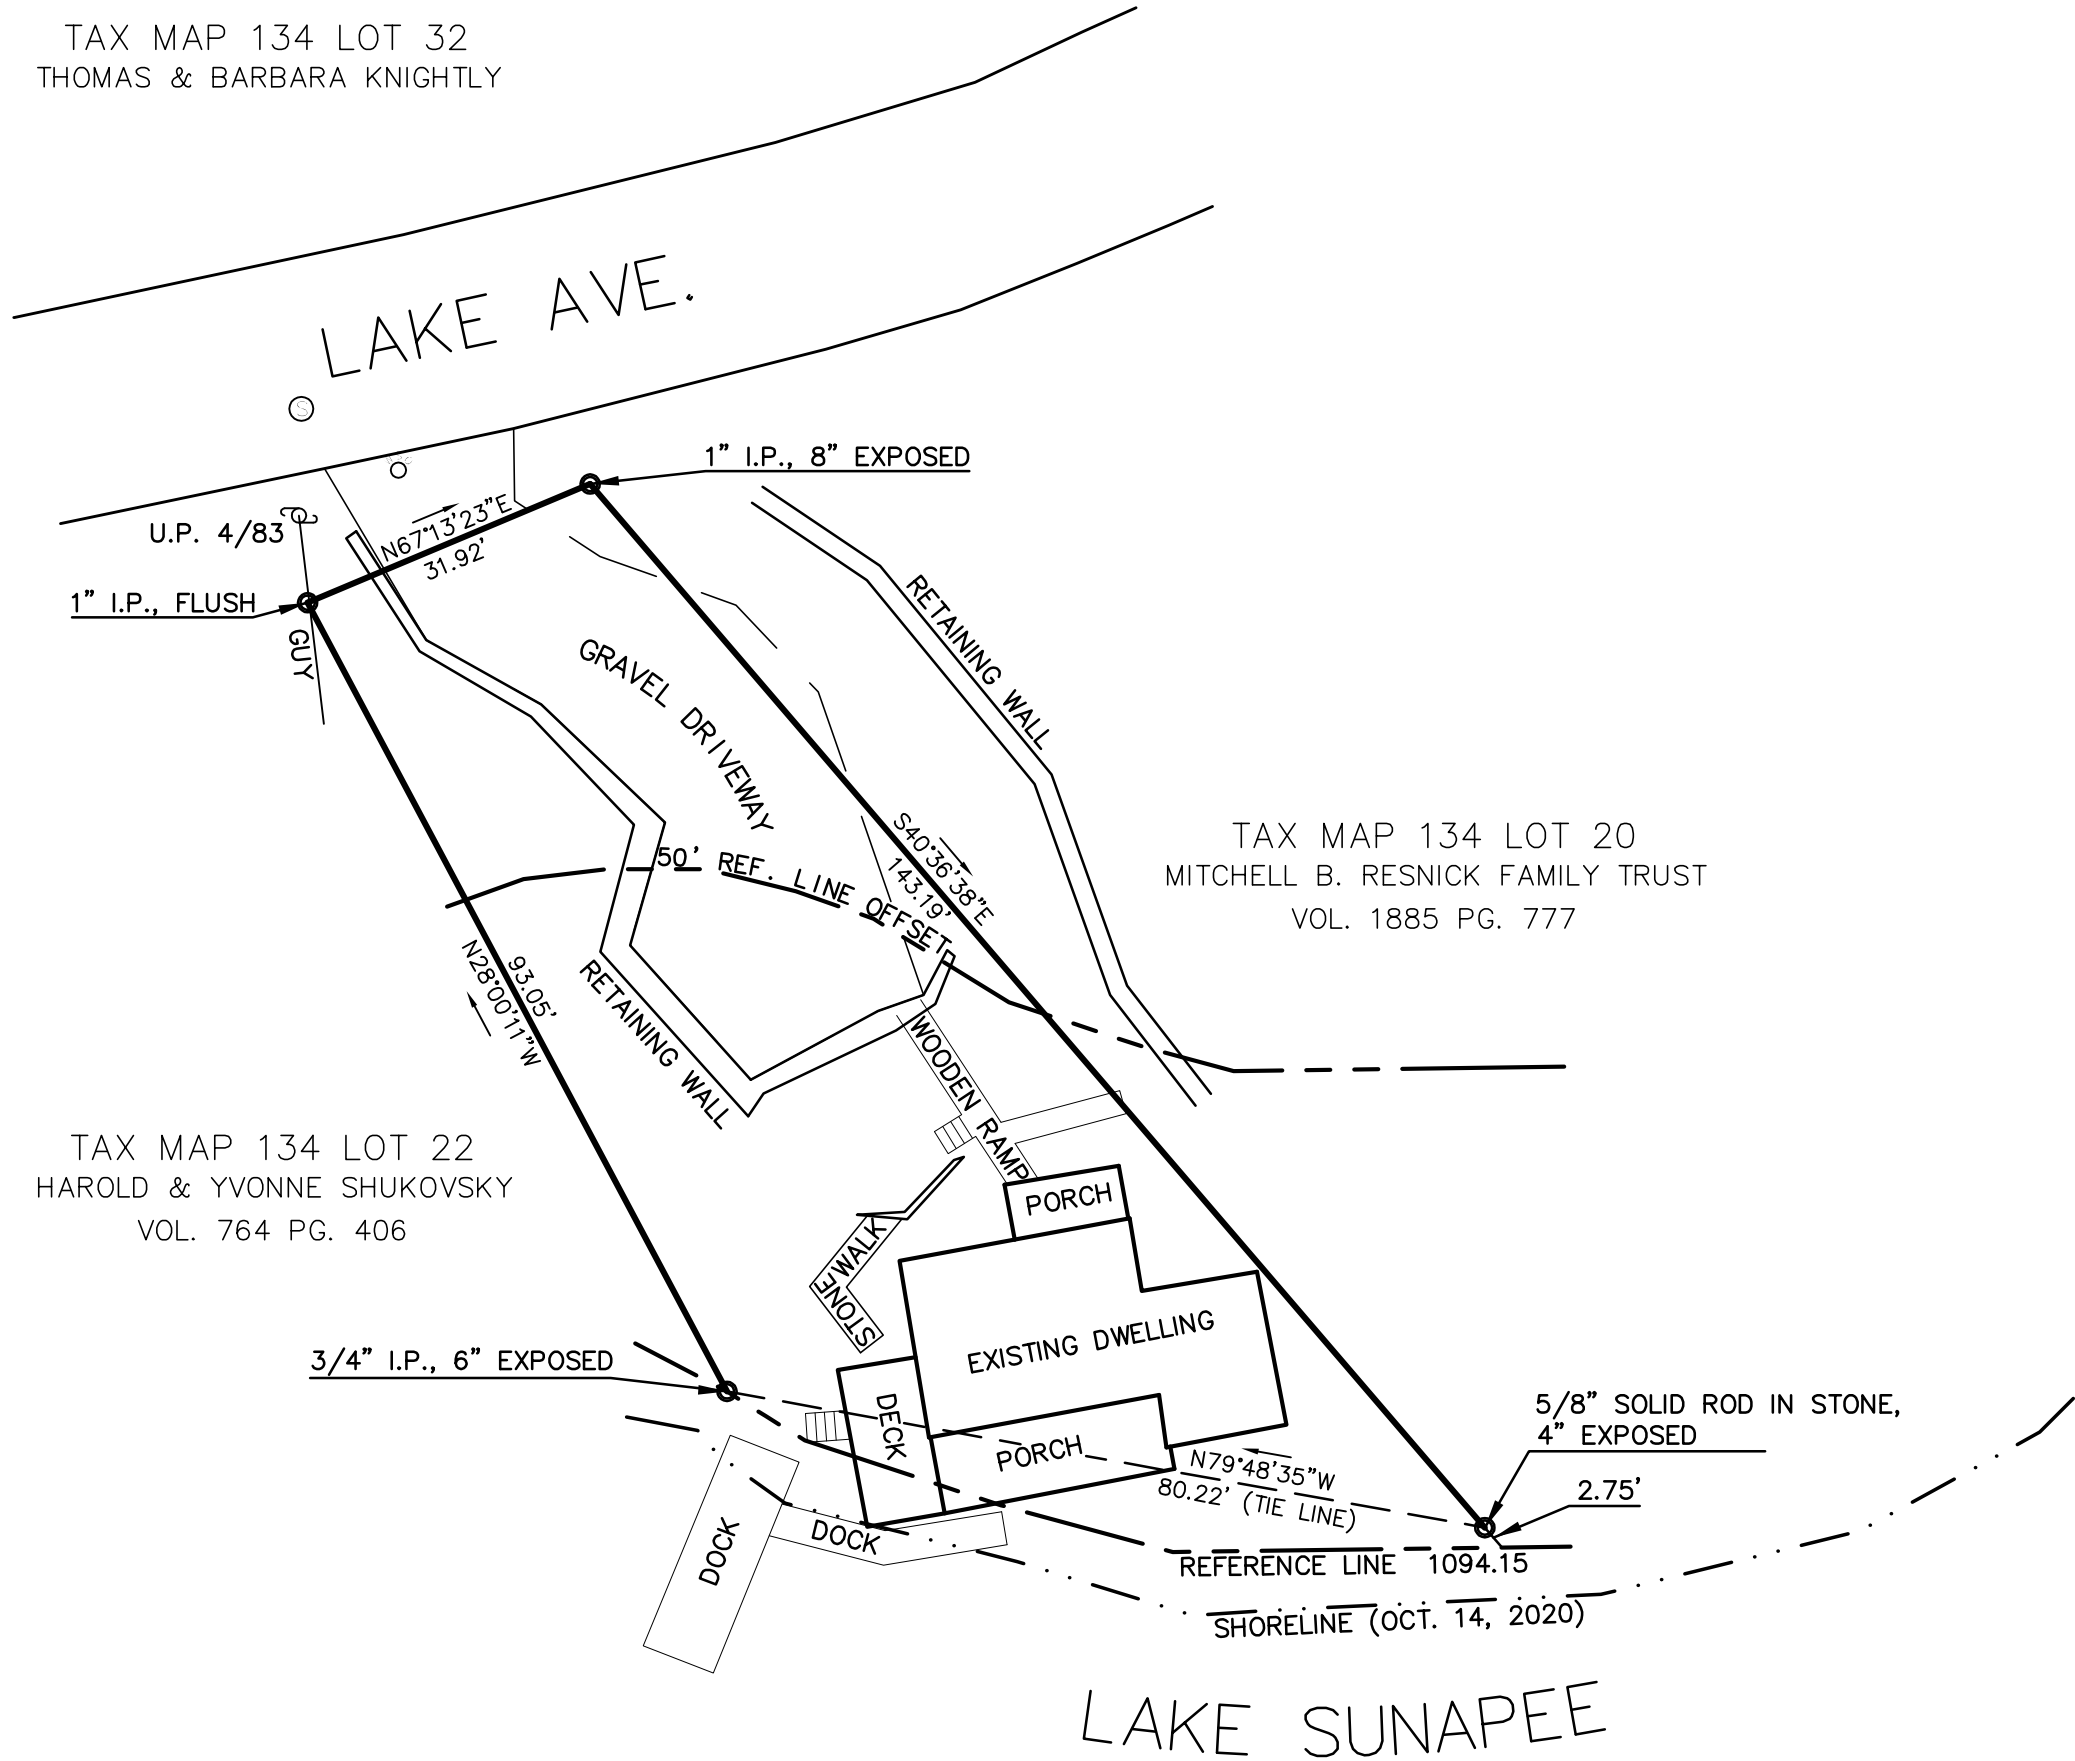 TAX MAP 134 LOT 32
THOMAS & BARBARA KNIGHTLY
LAKE AVE.
S
1” I.P., 8” EXPOSED
U.P. 4/83
N67°13’23”E
31.92’
1” I.P., FLUSH
GUY
RETAINING WALL
GRAVEL DRIVEWAY
S40°36’38”E
143.19’
TAX MAP 134 LOT 20
MITCHELL B. RESNICK FAMILY TRUST
VOL. 1885 PG. 777
50’ REF. LINE OFFSET
93.05’
N28°00’11”W
RETAINING WALL
WOODEN RAMP
TAX MAP 134 LOT 22
HAROLD & YVONNE SHUKOVSKY
VOL. 764 PG. 406
PORCH
STONE WALK
EXISTING DWELLING
3/4” I.P., 6” EXPOSED
DECK
PORCH
5/8” SOLID ROD IN STONE,
4” EXPOSED
N79°48’35”W
80.22’ (TIE LINE)
2.75’
DOCK
DOCK
REFERENCE LINE 1094.15
SHORELINE (OCT. 14, 2020)
LAKE SUNAPEE